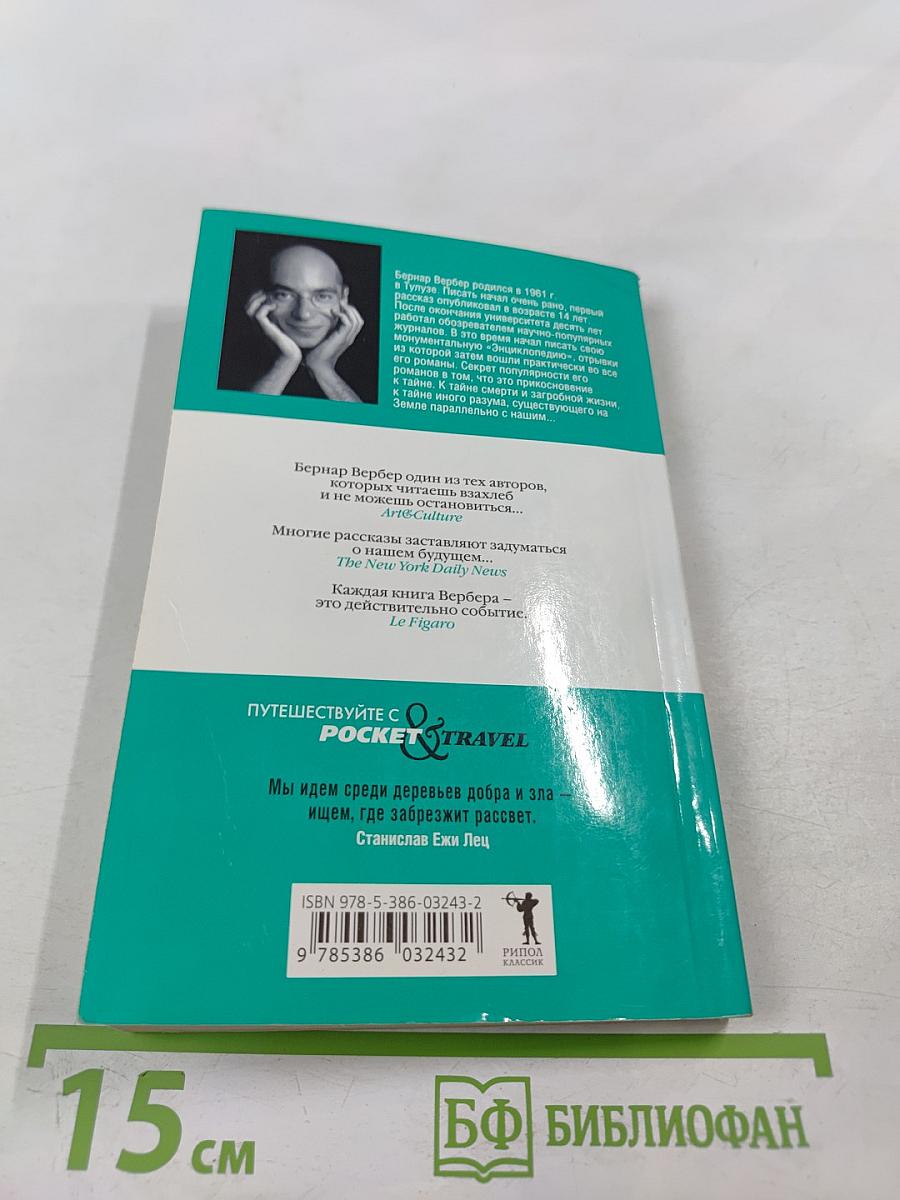 Бернар Вербер родился в 1961 г.
в Тулузе. Писать начал очень рано, первый
рассказ опубликовал в возрасте 14 лет.
После окончания университета десять лет
работал обозревателем научно-популярных
журналов. В это время начал писать свою
монументальную «Энциклопедию», отрывки
из которой затем вошли практически во все
его романы. Секрет популярности его
романов в том, что это прикосновение
к тайне. К тайне смерти и загробной жизни,
к тайне иного разума, существующего на
Земле параллельно с нашим...
Бернар Вербер один из тех авторов,
которых читаешь взахлеб
и не можешь остановиться...
Art&Culture
Многие рассказы заставляют задуматься
о нашем будущем...
The New York Daily News
Каждая книга Вербера –
это действительно событие.
Le Figaro
ПУТЕШЕСТВУЙТЕ С
POCKET&TRAVEL
Мы идем среди деревьев добра и зла –
ищем, где забрезжит рассвет.
Станислав Ежи Лец
ISBN 978-5-386-03243-2
9 785386 032432
РИПОЛ
КЛАССИК
15 см
БФ БИБЛИОФАН